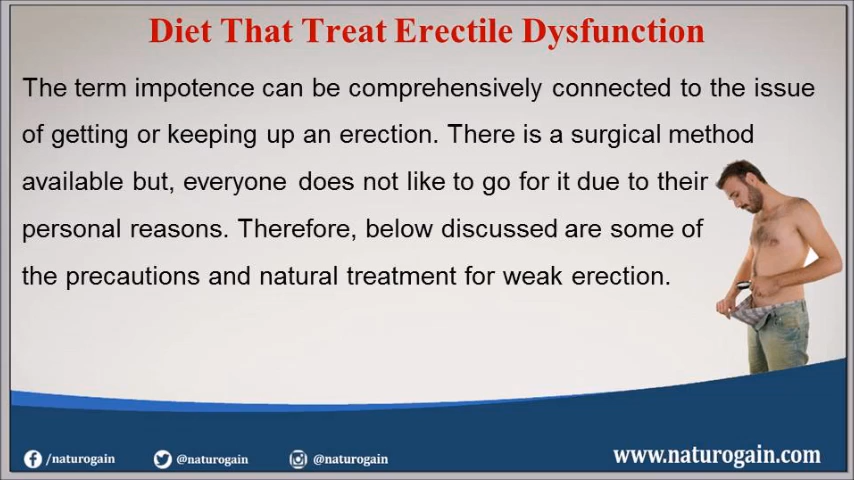 Diet That Treat Erectile Dysfunction
The term impotence can be comprehensively connected to the issue
of getting or keeping up an erection. There is a surgical method
available but, everyone does not like to go for it due to their
personal reasons. Therefore, below discussed are some of
the precautions and natural treatment for weak erection.
/naturogain @naturogain @naturogain www.naturogain.com